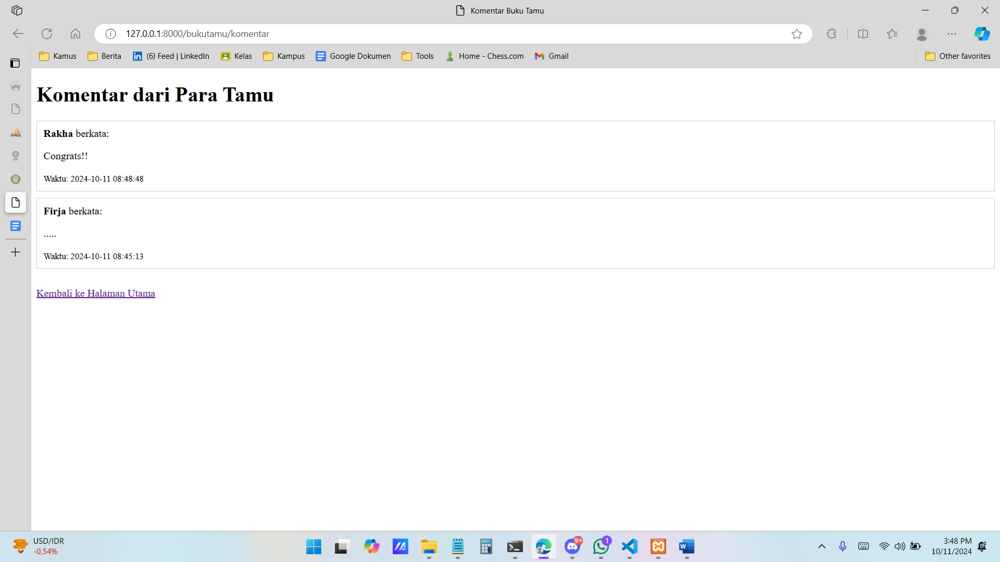 Komentar Buku Tamu
127.0.0.1:8000/bukutamu/komentar
Kamus
Berita
(6) Feed | LinkedIn
Kelas
Kampus
Google Dokumen
Tools
Home - Chess.com
Gmail
Other favorites
PMA
Komentar dari Para Tamu
Rakha berkata:
Congrats!!
Waktu: 2024-10-11 08:48:48
Firja berkata:
.....
Waktu: 2024-10-11 08:45:13
Kembali ke Halaman Utama
USD/IDR
-0,54%
9+
1
3:48 PM
10/11/2024